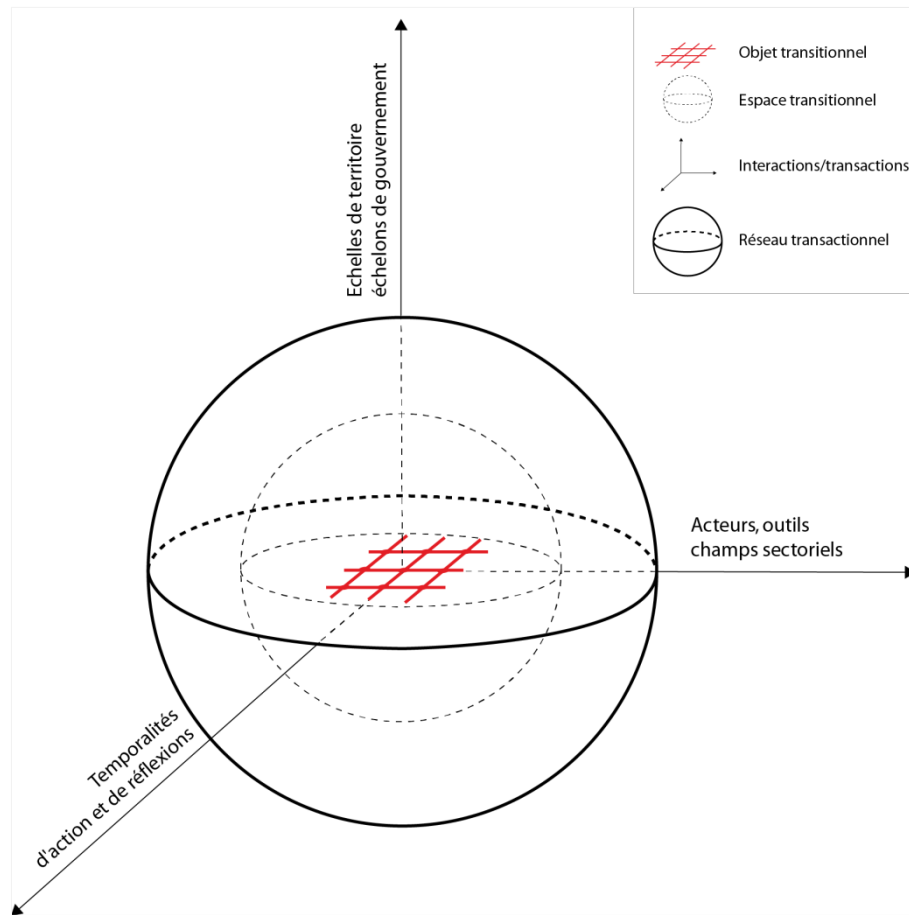 Objet transitionnel
Espace transitionnel
Interactions/transactions
Réseau transactionnel
Echelles de territoire
échelons de gouvernement
Acteurs, outils
champs sectoriels
Temporalités
d'action et de réflexions